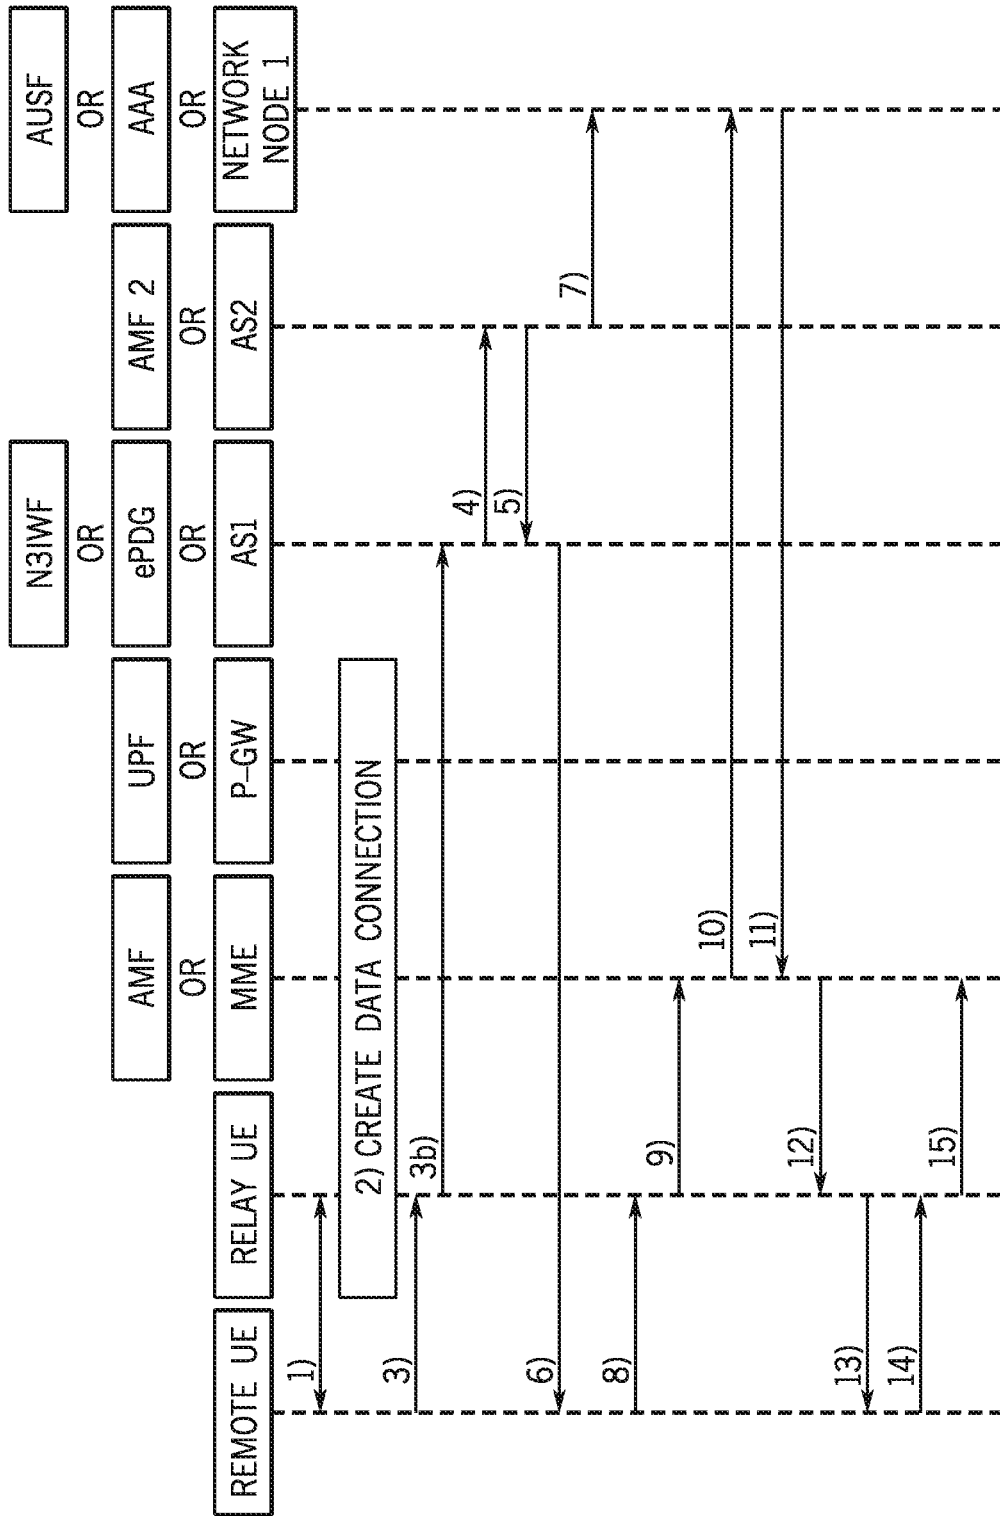 AUSF
OR
AAA
OR
NETWORK
NODE 1
AMF 2
OR
AS2
N3IWF
OR
ePDG
OR
AS1
UPF
OR
P-GW
AMF
OR
MME
RELAY UE
REMOTE UE
1)
2) CREATE DATA CONNECTION
3)
3b)
4)
5)
6)
7)
8)
9)
10)
11)
12)
13)
14)
15)